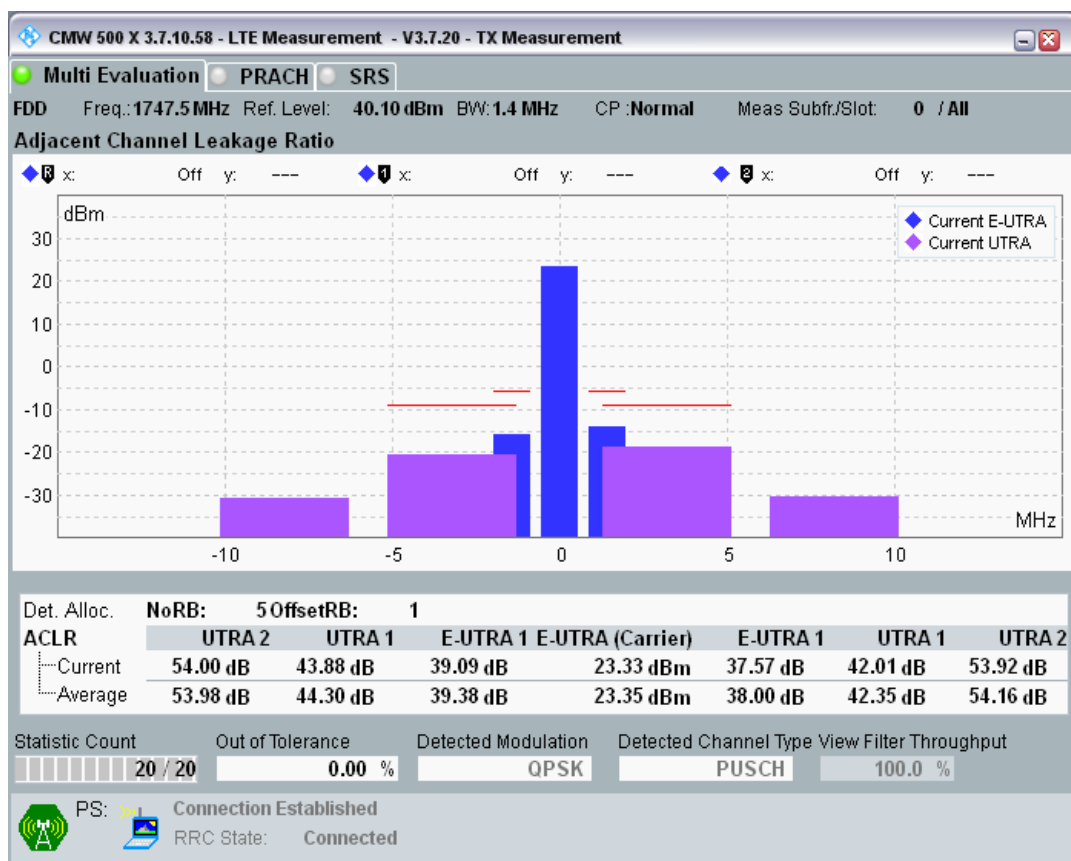 CMW 500 X 3.7.10.58 - LTE Measurement - V3.7.20 - TX Measurement
Multi Evaluation PRACH SRS
FDD Freq.: 1747.5 MHz Ref. Level: 40.10 dBm BW: 1.4 MHz CP : Normal Meas Subfr./Slot: 0 / All
Adjacent Channel Leakage Ratio
R x: Off y: --- 1 x: Off y: --- 2 x: Off y: ---
dBm
Current E-UTRA
Current UTRA
30
20
10
0
-10
-20
-30
MHz
-10 -5 0 5 10
Det. Alloc. NoRB: 5 OffsetRB: 1
ACLR UTRA 2 UTRA 1 E-UTRA 1 E-UTRA (Carrier) E-UTRA 1 UTRA 1 UTRA 2
Current 54.00 dB 43.88 dB 39.09 dB 23.33 dBm 37.57 dB 42.01 dB 53.92 dB
Average 53.98 dB 44.30 dB 39.38 dB 23.35 dBm 38.00 dB 42.35 dB 54.16 dB
Statistic Count Out of Tolerance Detected Modulation Detected Channel Type View Filter Throughput
20 / 20 0.00 % QPSK PUSCH 100.0 %
PS: Connection Established
RRC State: Connected